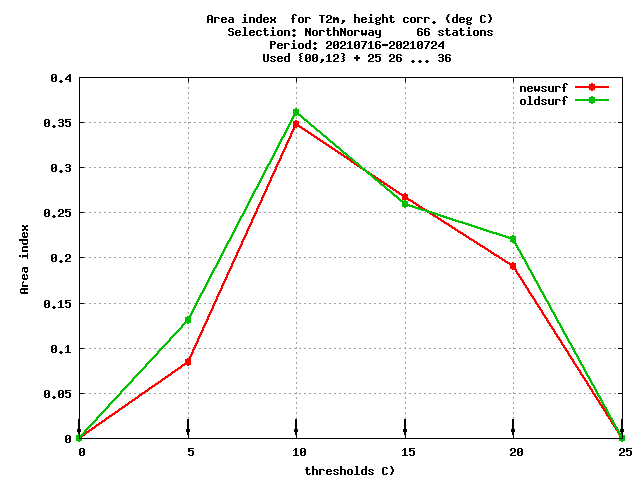 Area index  for T2m, height corr. (deg C)
Selection: NorthNorway     66 stations
Period: 20210716-20210724
Used {00,12} + 25 26 ... 36
newsurf
oldsurf
0.4
0.35
0.3
0.25
0.2
0.15
0.1
0.05
0
Area index
0 5 10 15 20 25
thresholds C)